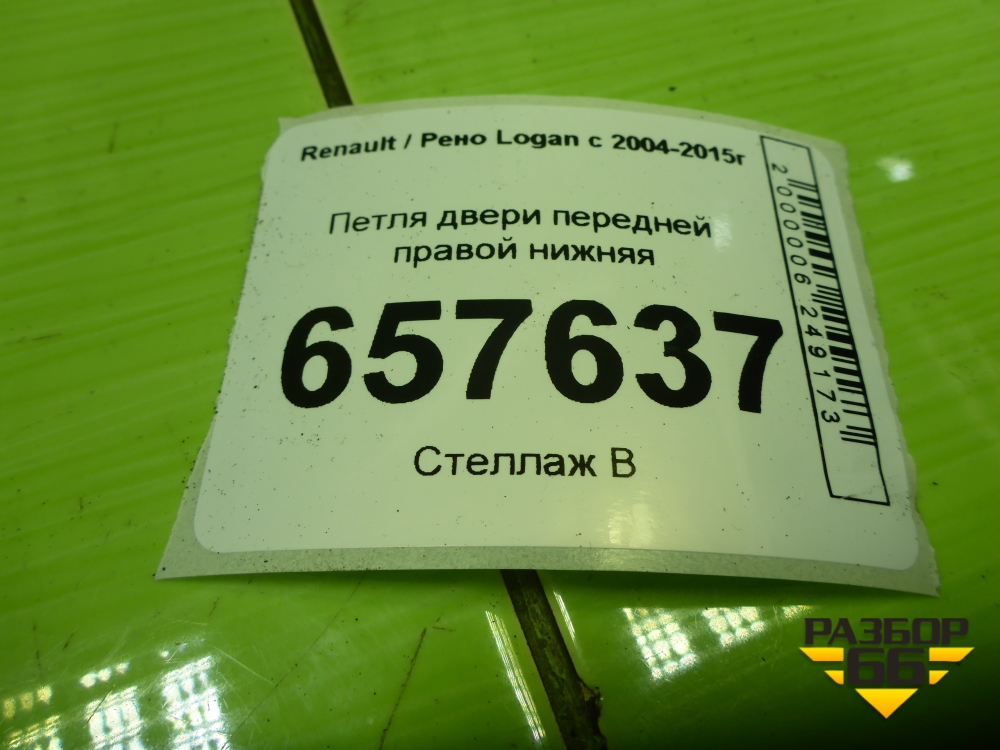 Renault / Рено Logan с 2004-2015г
Петля двери передней
правой нижняя
657637
Стеллаж В
2000006249173
РАЗБОР
66